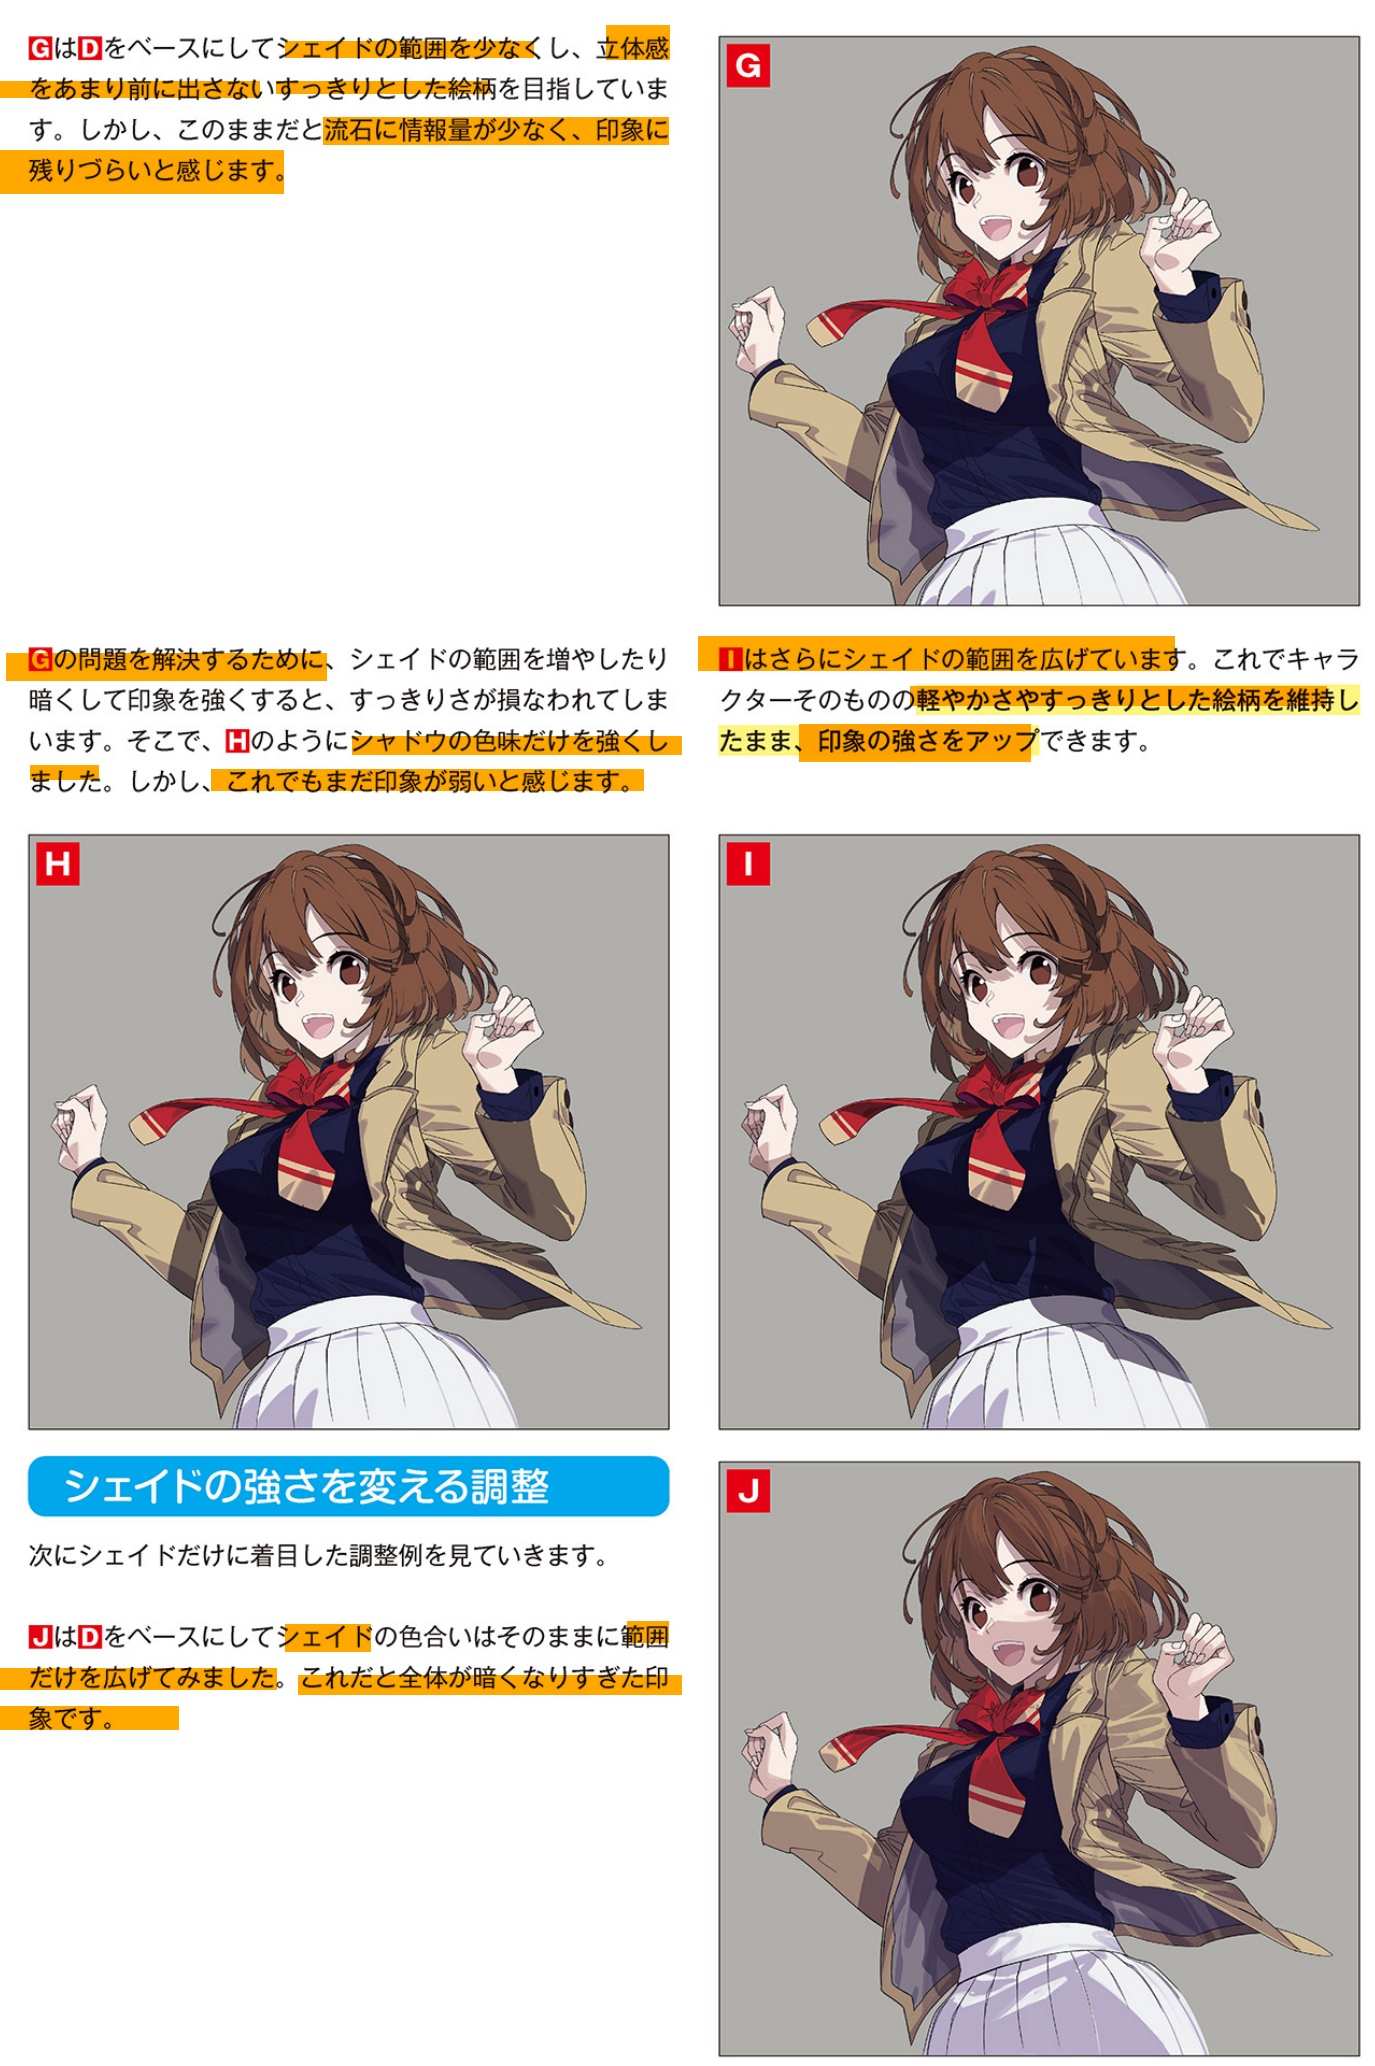 GはDをベースにしてシェイドの範囲を少なくし、立体感
をあまり前に出さないすっきりとした絵柄を目指していま
す。しかし、このままだと流石に情報量が少なく、印象に
残りづらいと感じます。
G
Gの問題を解決するために、シェイドの範囲を増やしたり
暗くして印象を強くすると、すっきりさが損なわれてしま
います。そこで、Hのようにシャドウの色味だけを強くし
ました。しかし、これでもまだ印象が弱いと感じます。
Iはさらにシェイドの範囲を広げています。これでキャラ
クターそのものの軽やかさやすっきりとした絵柄を維持し
たまま、印象の強さをアップできます。
H
I
シェイドの強さを変える調整
次にシェイドだけに着目した調整例を見ていきます。
JはDをベースにしてシェイドの色合いはそのままに範囲
だけを広げてみました。これだと全体が暗くなりすぎた印
象です。
J